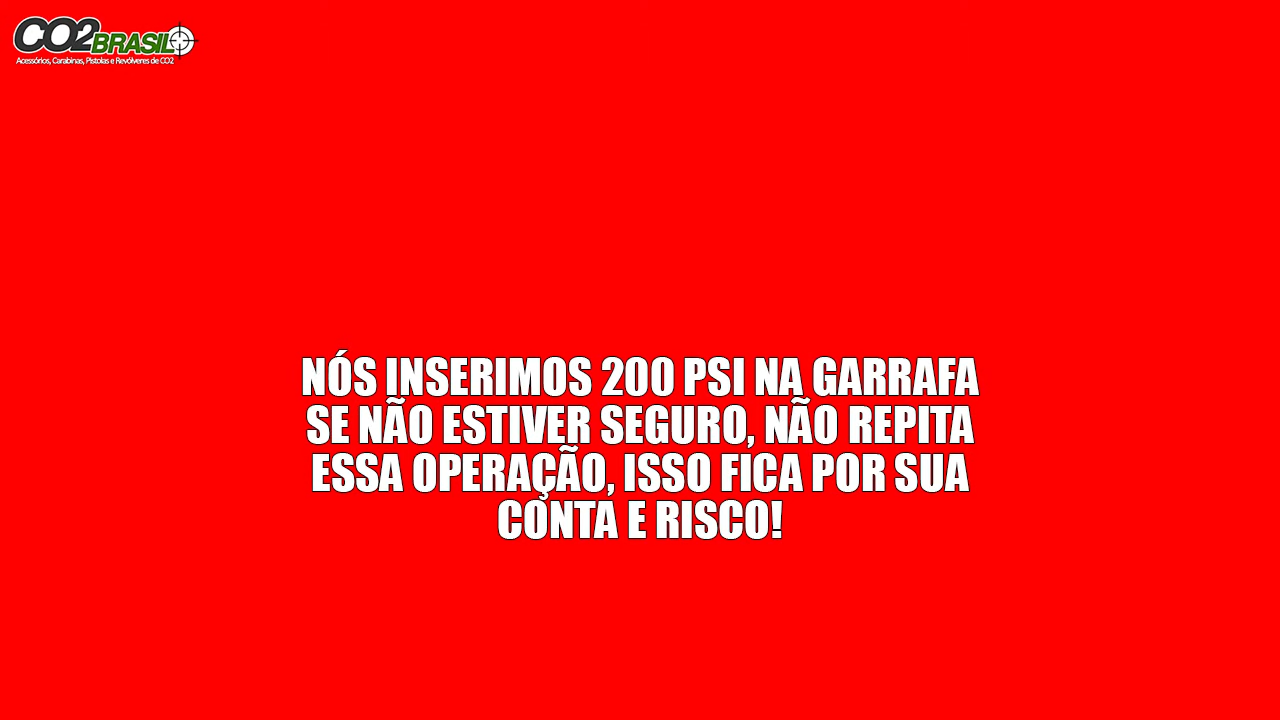 CO2BRASIL
Acessórios, Carabinas, Pistolas e Revólveres de CO2
NÓS INSERIMOS 200 PSI NA GARRAFA
SE NÃO ESTIVER SEGURO, NÃO REPITA
ESSA OPERAÇÃO, ISSO FICA POR SUA
CONTA E RISCO!